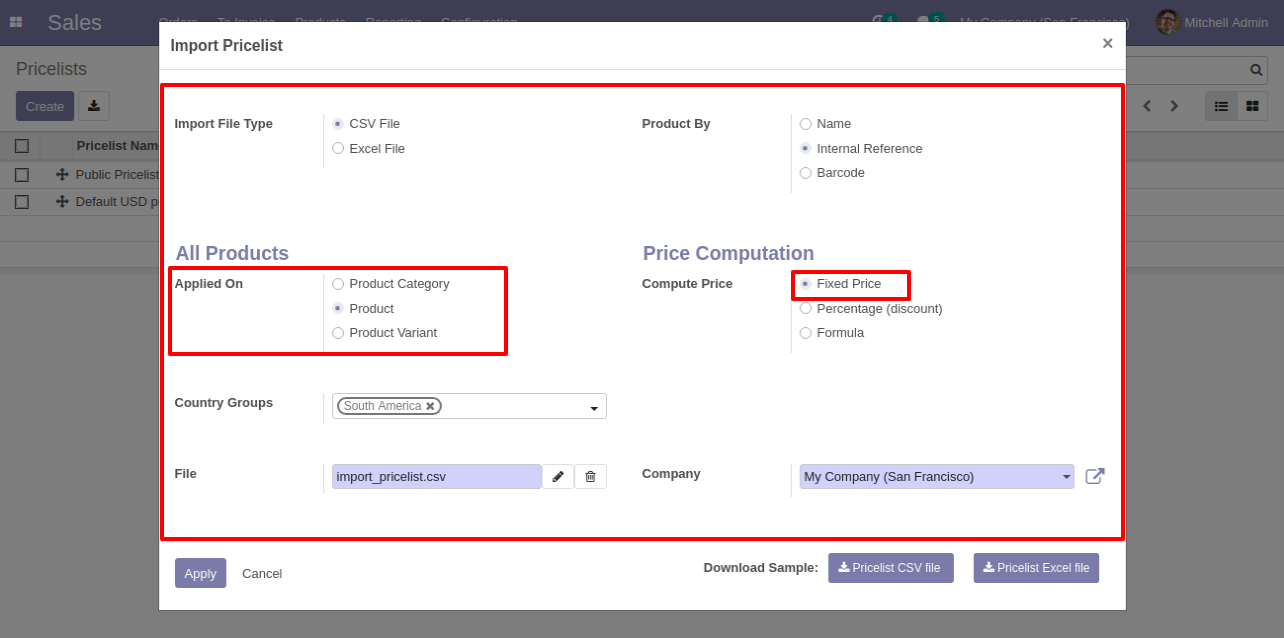 Sales Orders To Invoice Products Reporting Configuration 4 5 My Company (San Francisco) Mitchell Admin
Import Pricelist ×
Pricelists
Create
Import File Type CSV File Product By Name
Excel File Internal Reference
Barcode
Pricelist Nam
Public Pricelist
Default USD p
All Products Price Computation
Applied On Product Category Compute Price Fixed Price
Product Percentage (discount)
Product Variant Formula
Country Groups South America
File import_pricelist.csv Company My Company (San Francisco)
Apply Cancel Download Sample: Pricelist CSV file Pricelist Excel file